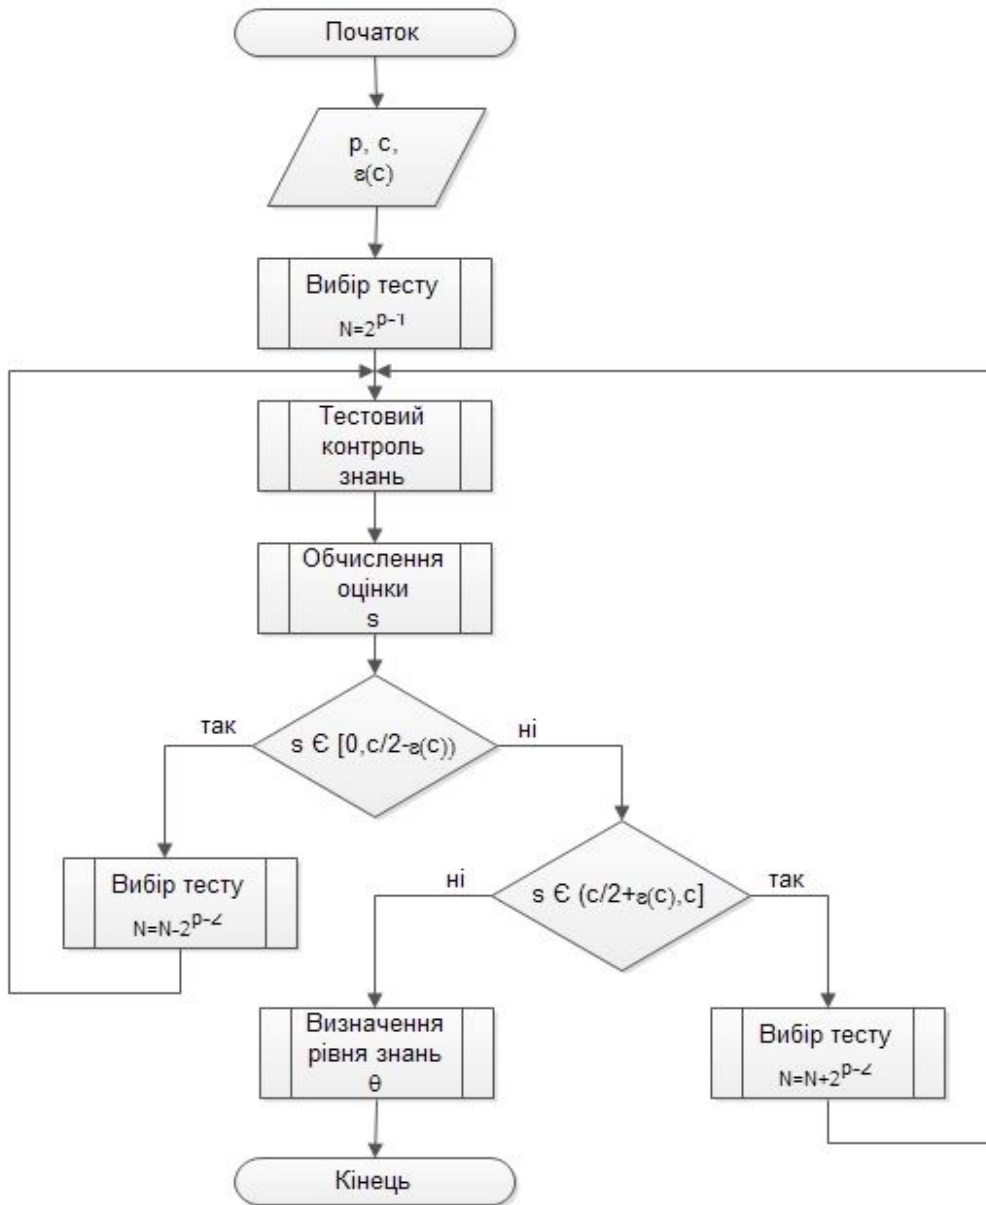 Початок
p, c,
ε(c)
Вибір тесту
N=2^p-1
Тестовий
контроль
знань
Обчислення
оцінки
s
так
ні
s Є [0,c/2-ε(c))
Вибір тесту
N=N-2^p-2
ні
так
s Є (c/2+ε(c),c]
Визначення
рівня знань
θ
Вибір тесту
N=N+2^p-2
Кінець